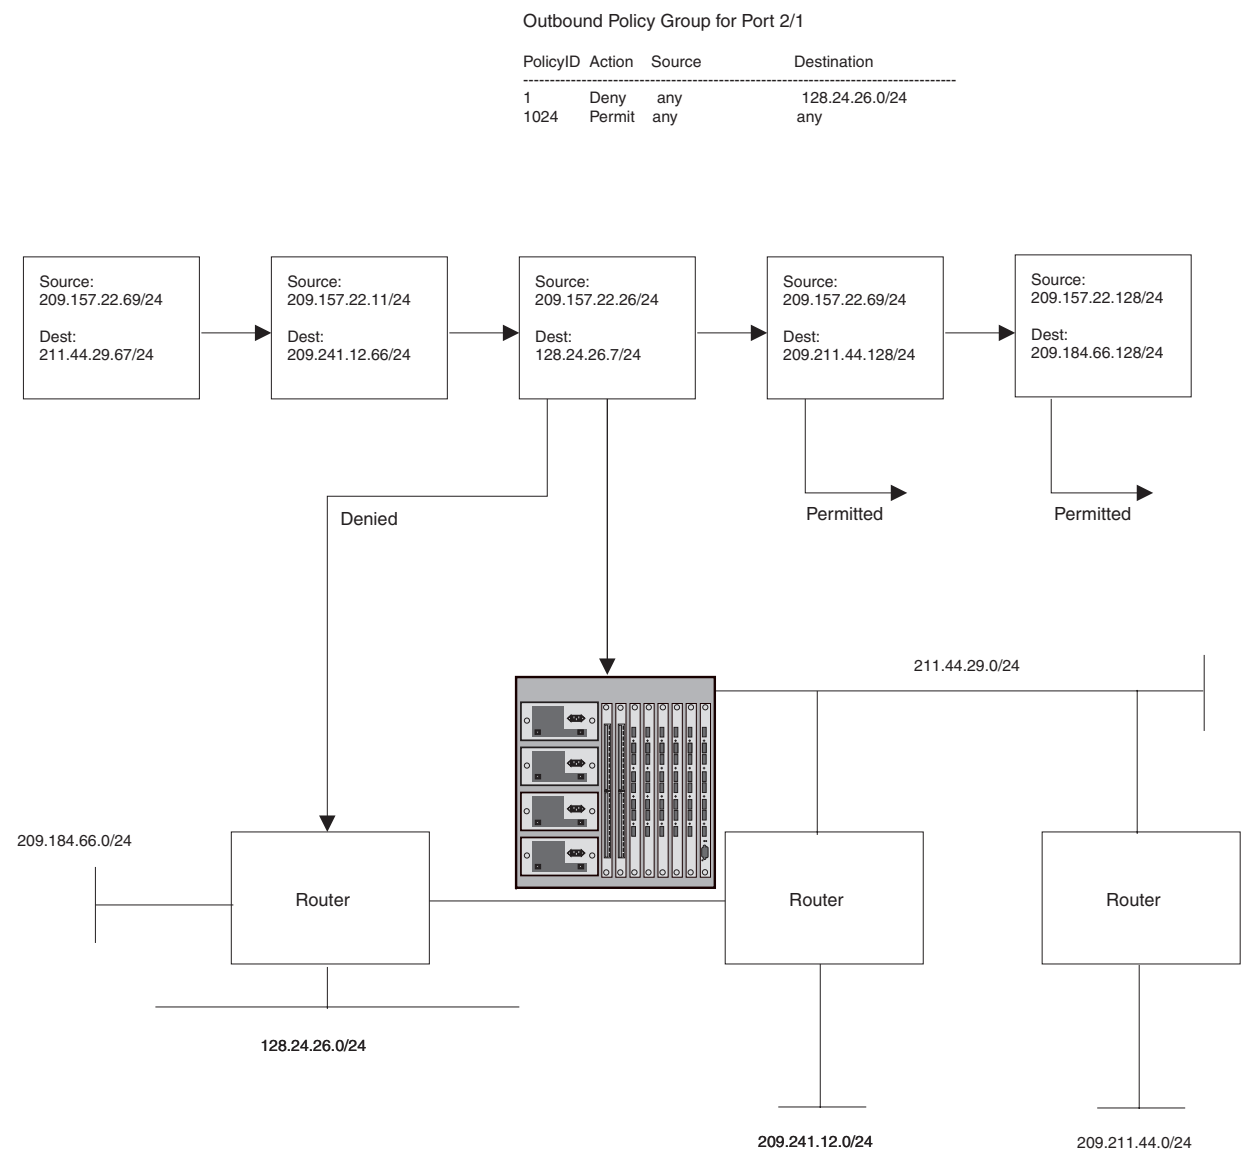 Outbound Policy Group for Port 2/1
PolicyID Action Source Destination
--------------------------------------------------------------------------------
1 Deny any 128.24.26.0/24
1024 Permit any any
Source:
209.157.22.69/24
Dest:
211.44.29.67/24
Source:
209.157.22.11/24
Dest:
209.241.12.66/24
Source:
209.157.22.26/24
Dest:
128.24.26.7/24
Source:
209.157.22.69/24
Dest:
209.211.44.128/24
Source:
209.157.22.128/24
Dest:
209.184.66.128/24
Denied
Permitted
Permitted
211.44.29.0/24
209.184.66.0/24
Router
Router
Router
128.24.26.0/24
209.241.12.0/24
209.211.44.0/24